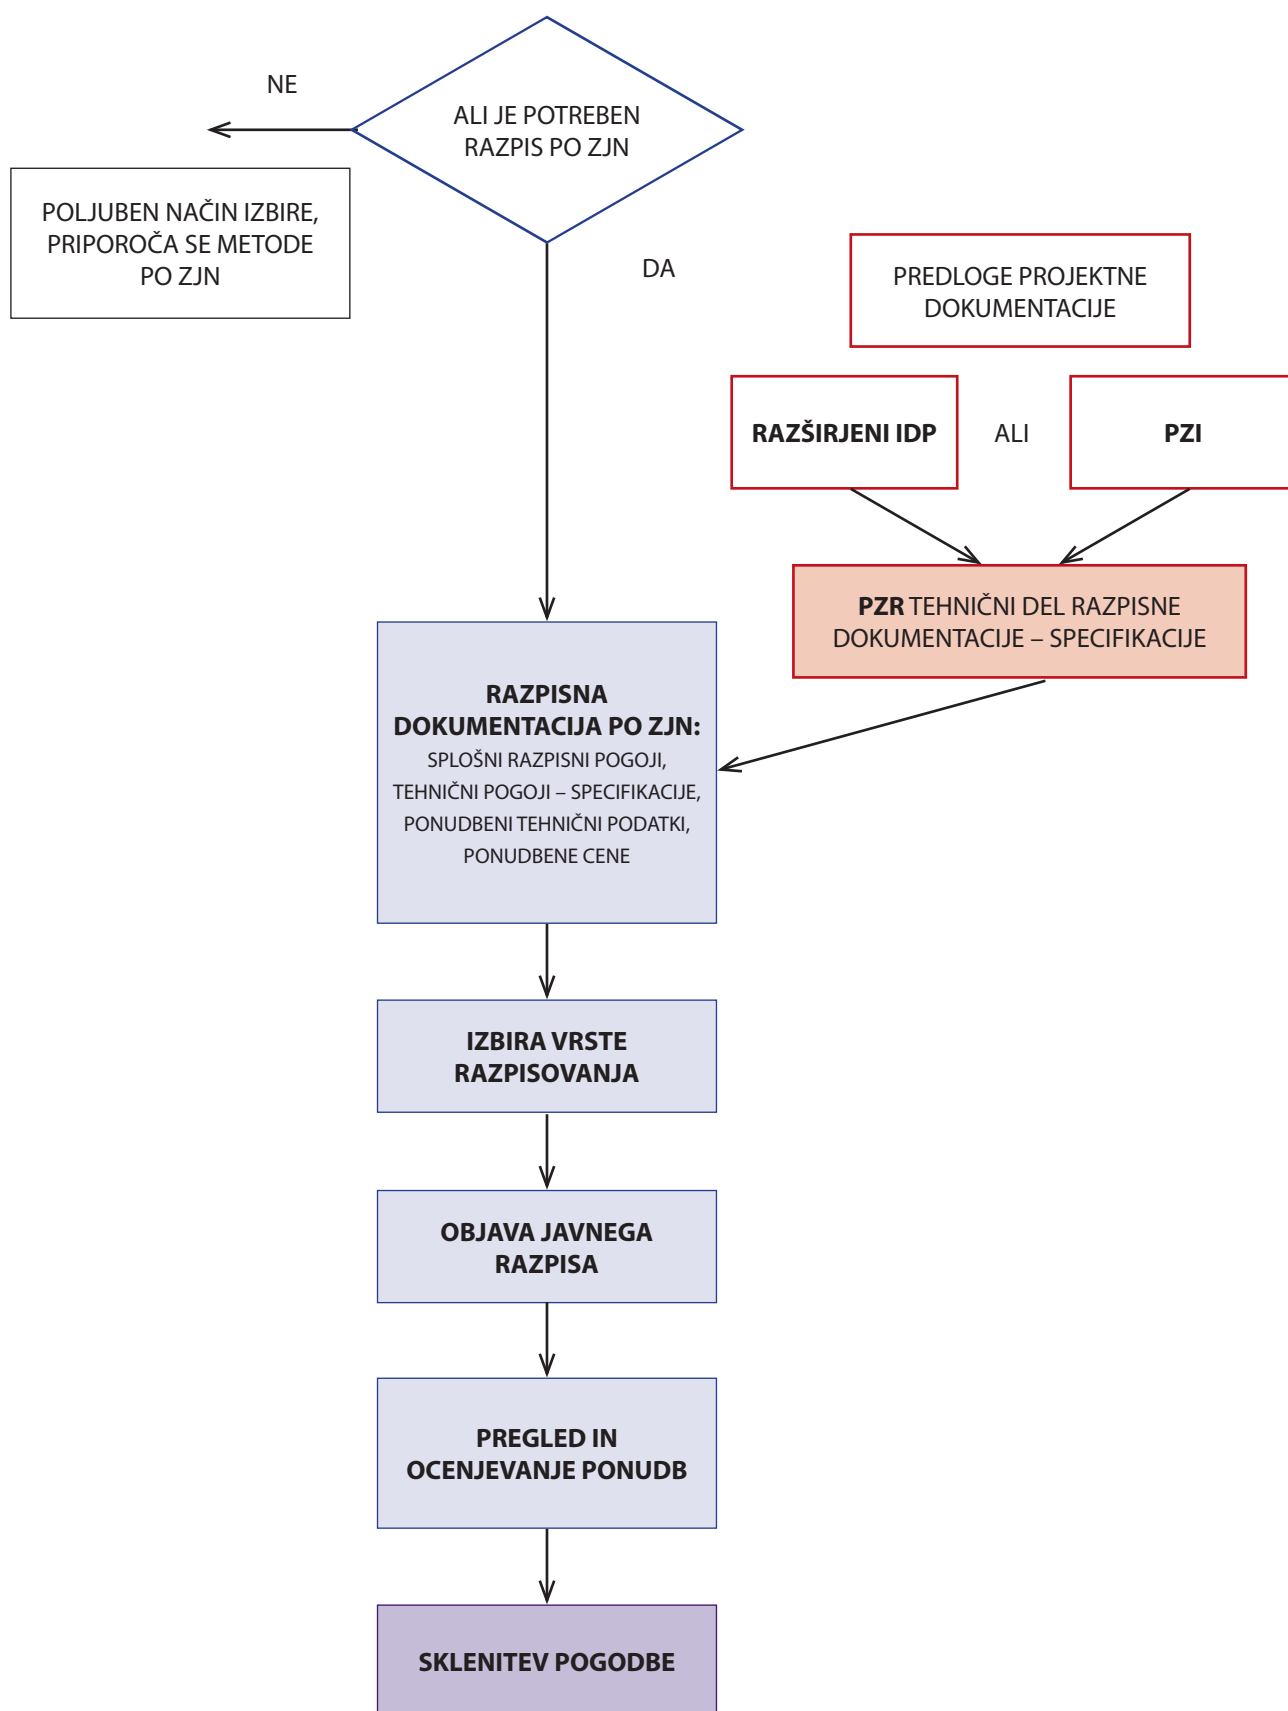 NE
ALI JE POTREBEN
RAZPIS PO ZJN
POLJUBEN NAČIN IZBIRE,
PRIPOROČA SE METODE
PO ZJN
DA
PREDLOGE PROJEKTNE
DOKUMENTACIJE
RAZŠIRJENI IDP
ALI
PZI
PZR TEHNIČNI DEL RAZPISNE
DOKUMENTACIJE – SPECIFIKACIJE
RAZPISNA
DOKUMENTACIJA PO ZJN:
SPLOŠNI RAZPISNI POGOJI,
TEHNIČNI POGOJI – SPECIFIKACIJE,
PONUDBENI TEHNIČNI PODATKI,
PONUDBENE CENE
IZBIRA VRSTE
RAZPISOVANJA
OBJAVA JAVNEGA
RAZPISA
PREGLED IN
OCENJEVANJE PONUDB
SKLENITEV POGODBE